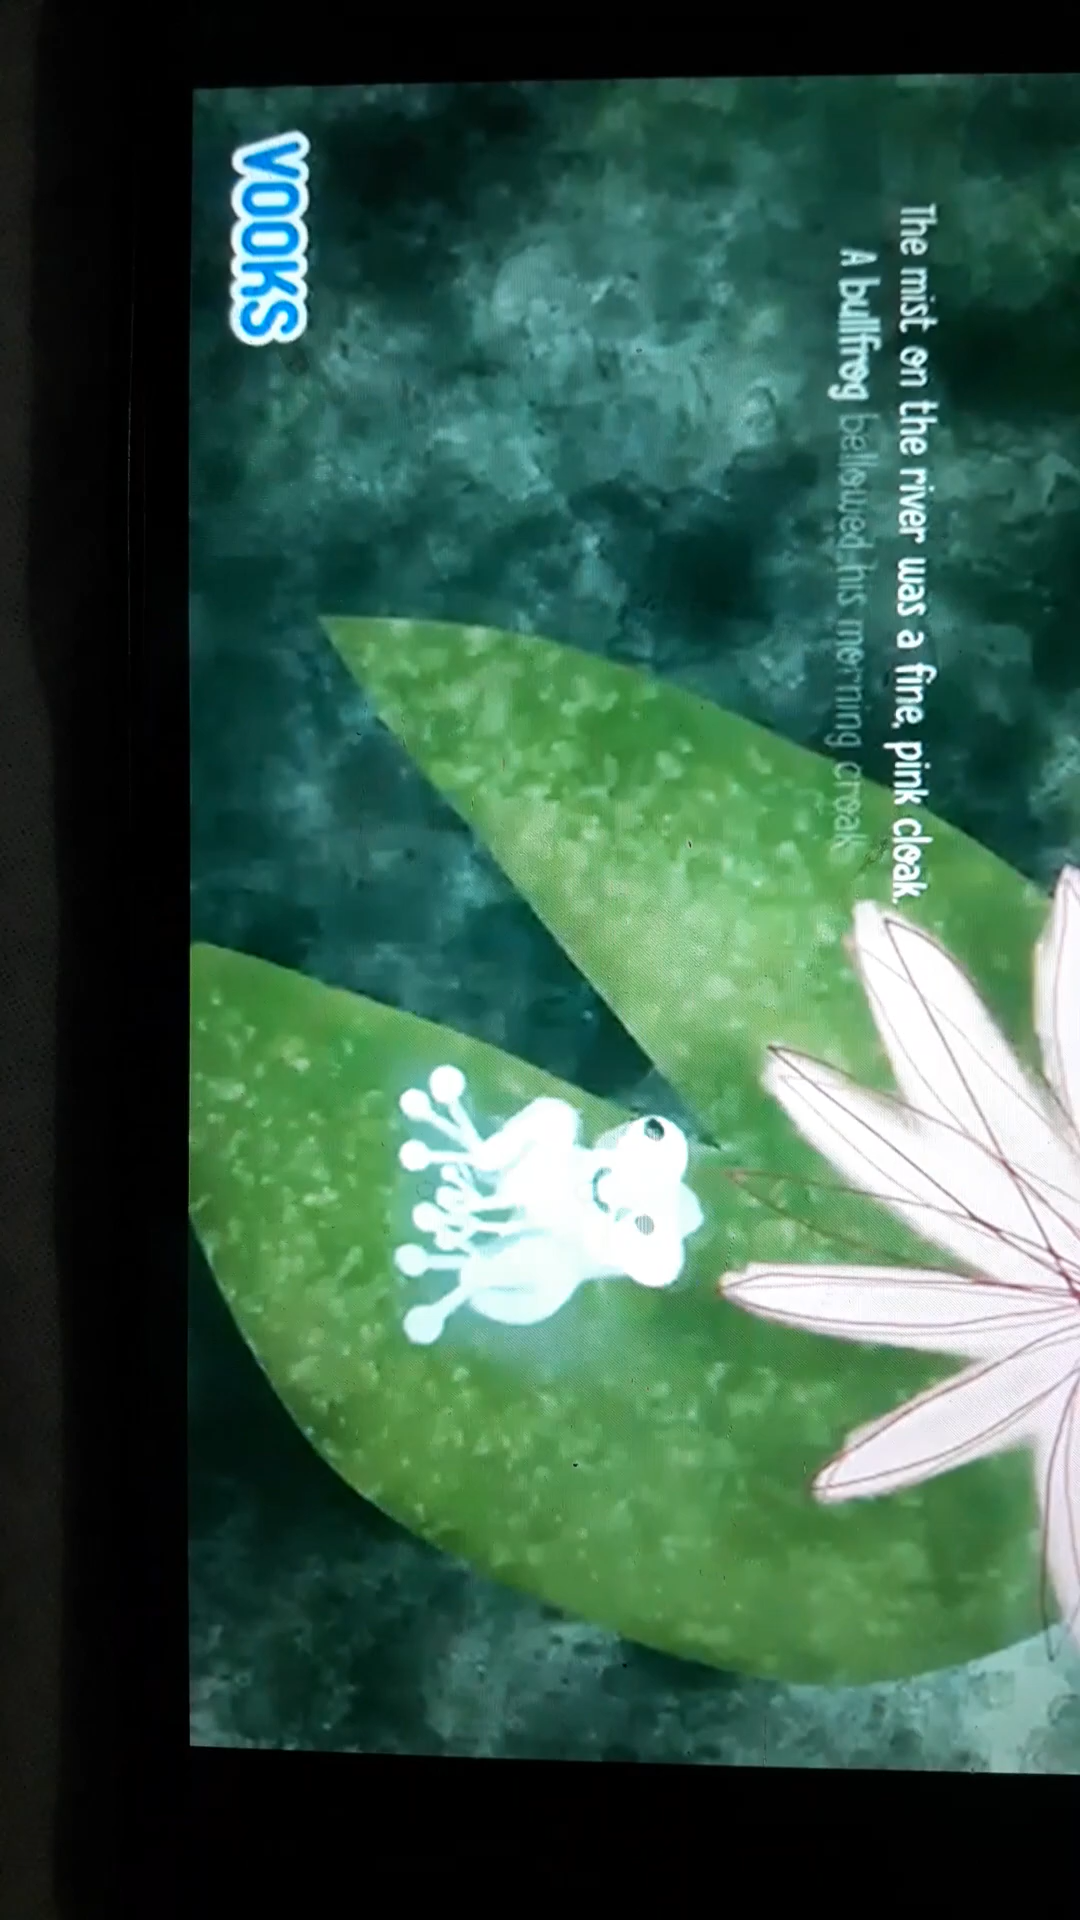 The mist on the river was a fine, pink cloak.
A bullfrog bellowed his morning croak
VOOKS